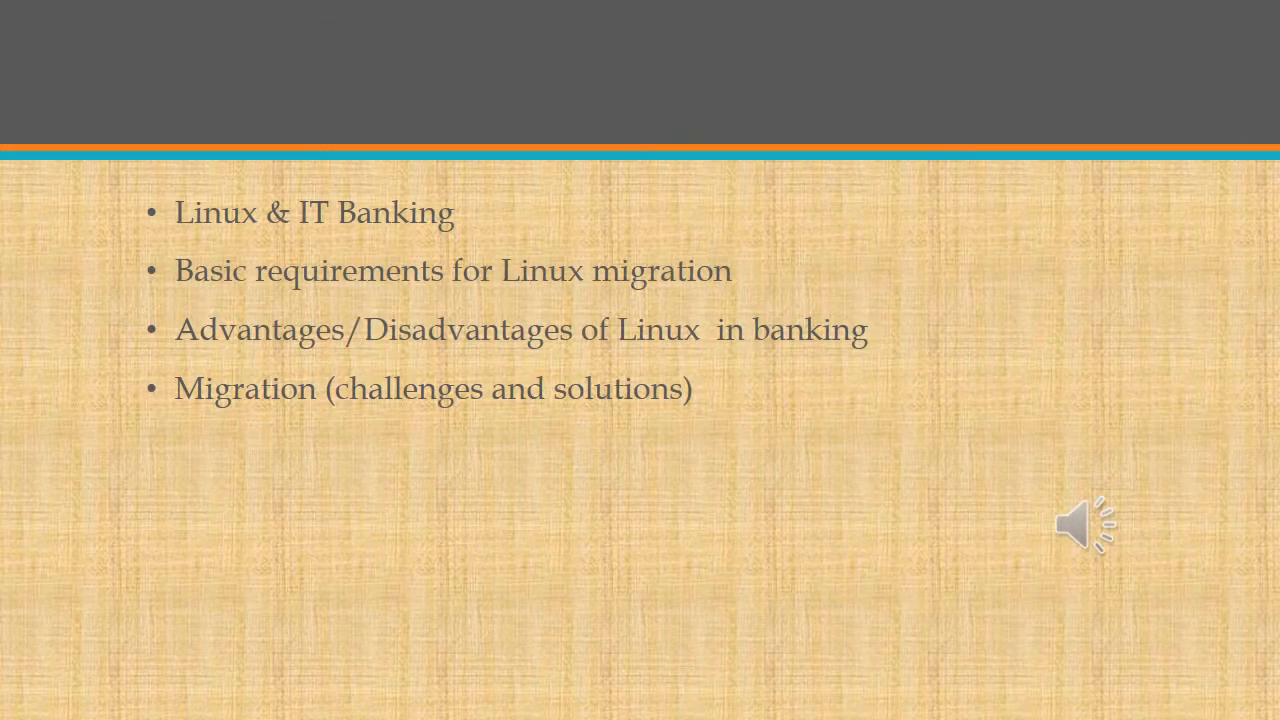 • Linux & IT Banking
• Basic requirements for Linux migration
• Advantages/Disadvantages of Linux  in banking
• Migration (challenges and solutions)